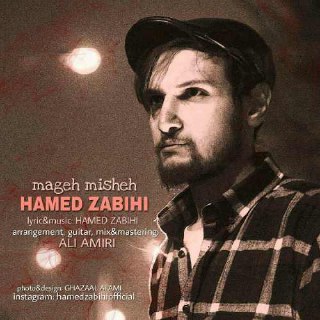 mageh misheh
HAMED ZABIHI
lyric&music: HAMED ZABIHI
arrangement, guitar, mix&mastering:
ALI AMIRI
photo&design: GHAZAAL ALAMI
instagram: hamedzabihiofficial